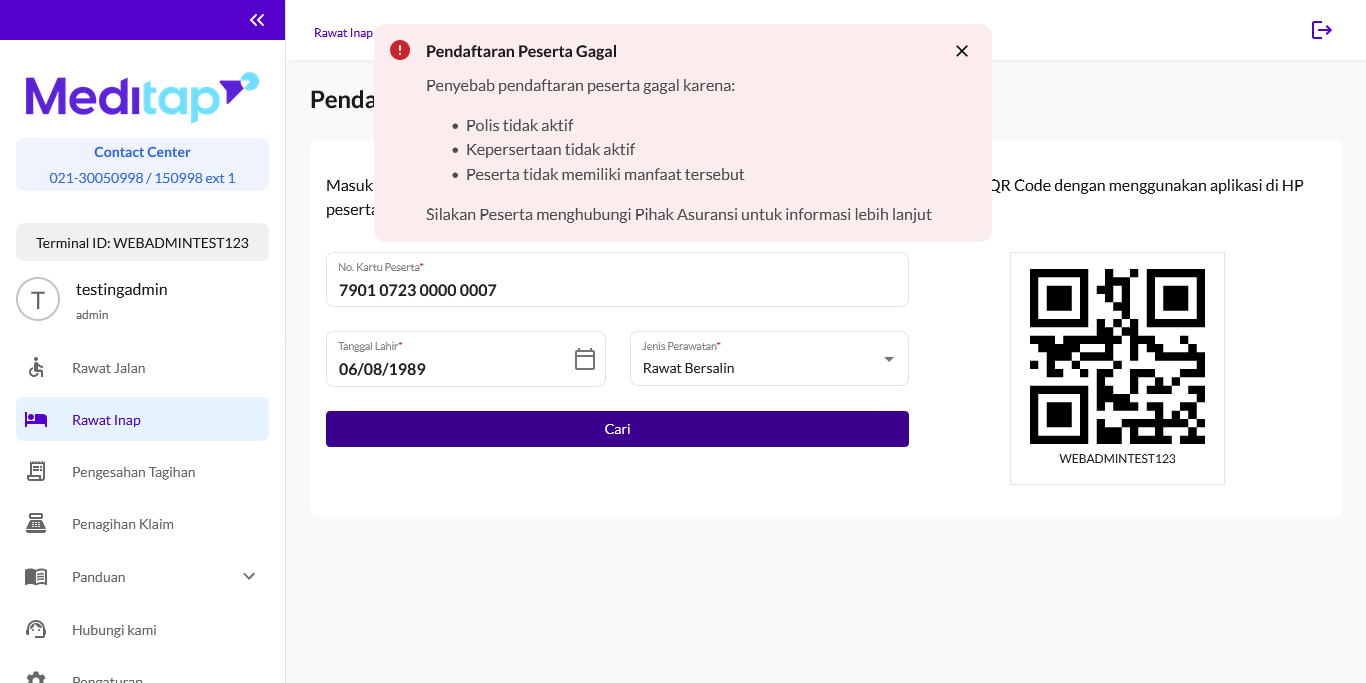 Meditap
Contact Center
021-30050998 / 150998 ext 1
Terminal ID: WEBADMINTEST123
T
testingadmin
admin
Rawat Jalan
Rawat Inap
Pengesahan Tagihan
Penagihan Klaim
Panduan
Hubungi kami
Pengaturan
Rawat Inap
Pendaftaran Peserta Gagal
Penyebab pendaftaran peserta gagal karena:
• Polis tidak aktif
• Kepersertaan tidak aktif
• Peserta tidak memiliki manfaat tersebut
Silakan Peserta menghubungi Pihak Asuransi untuk informasi lebih lanjut
Penda
Masuk
QR Code dengan menggunakan aplikasi di HP
peserta
No. Kartu Peserta*
7901 0723 0000 0007
Tanggal Lahir*
06/08/1989
Jenis Perawatan*
Rawat Bersalin
Cari
WEBADMINTEST123